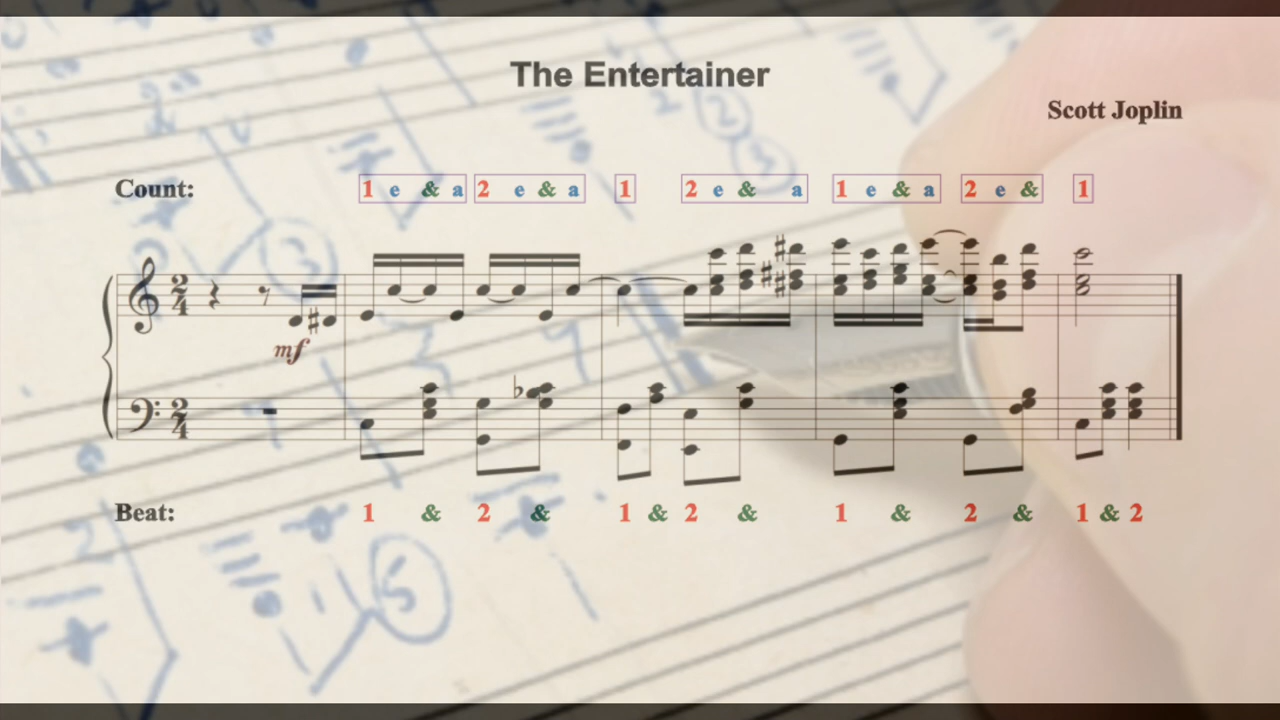 The Entertainer
Scott Joplin
Count: 1 e & a 2 e & a 1 2 e & a 1 e & a 2 e & 1
mf
Beat: 1 & 2 & 1 & 2 & 1 & 2 & 1 & 2